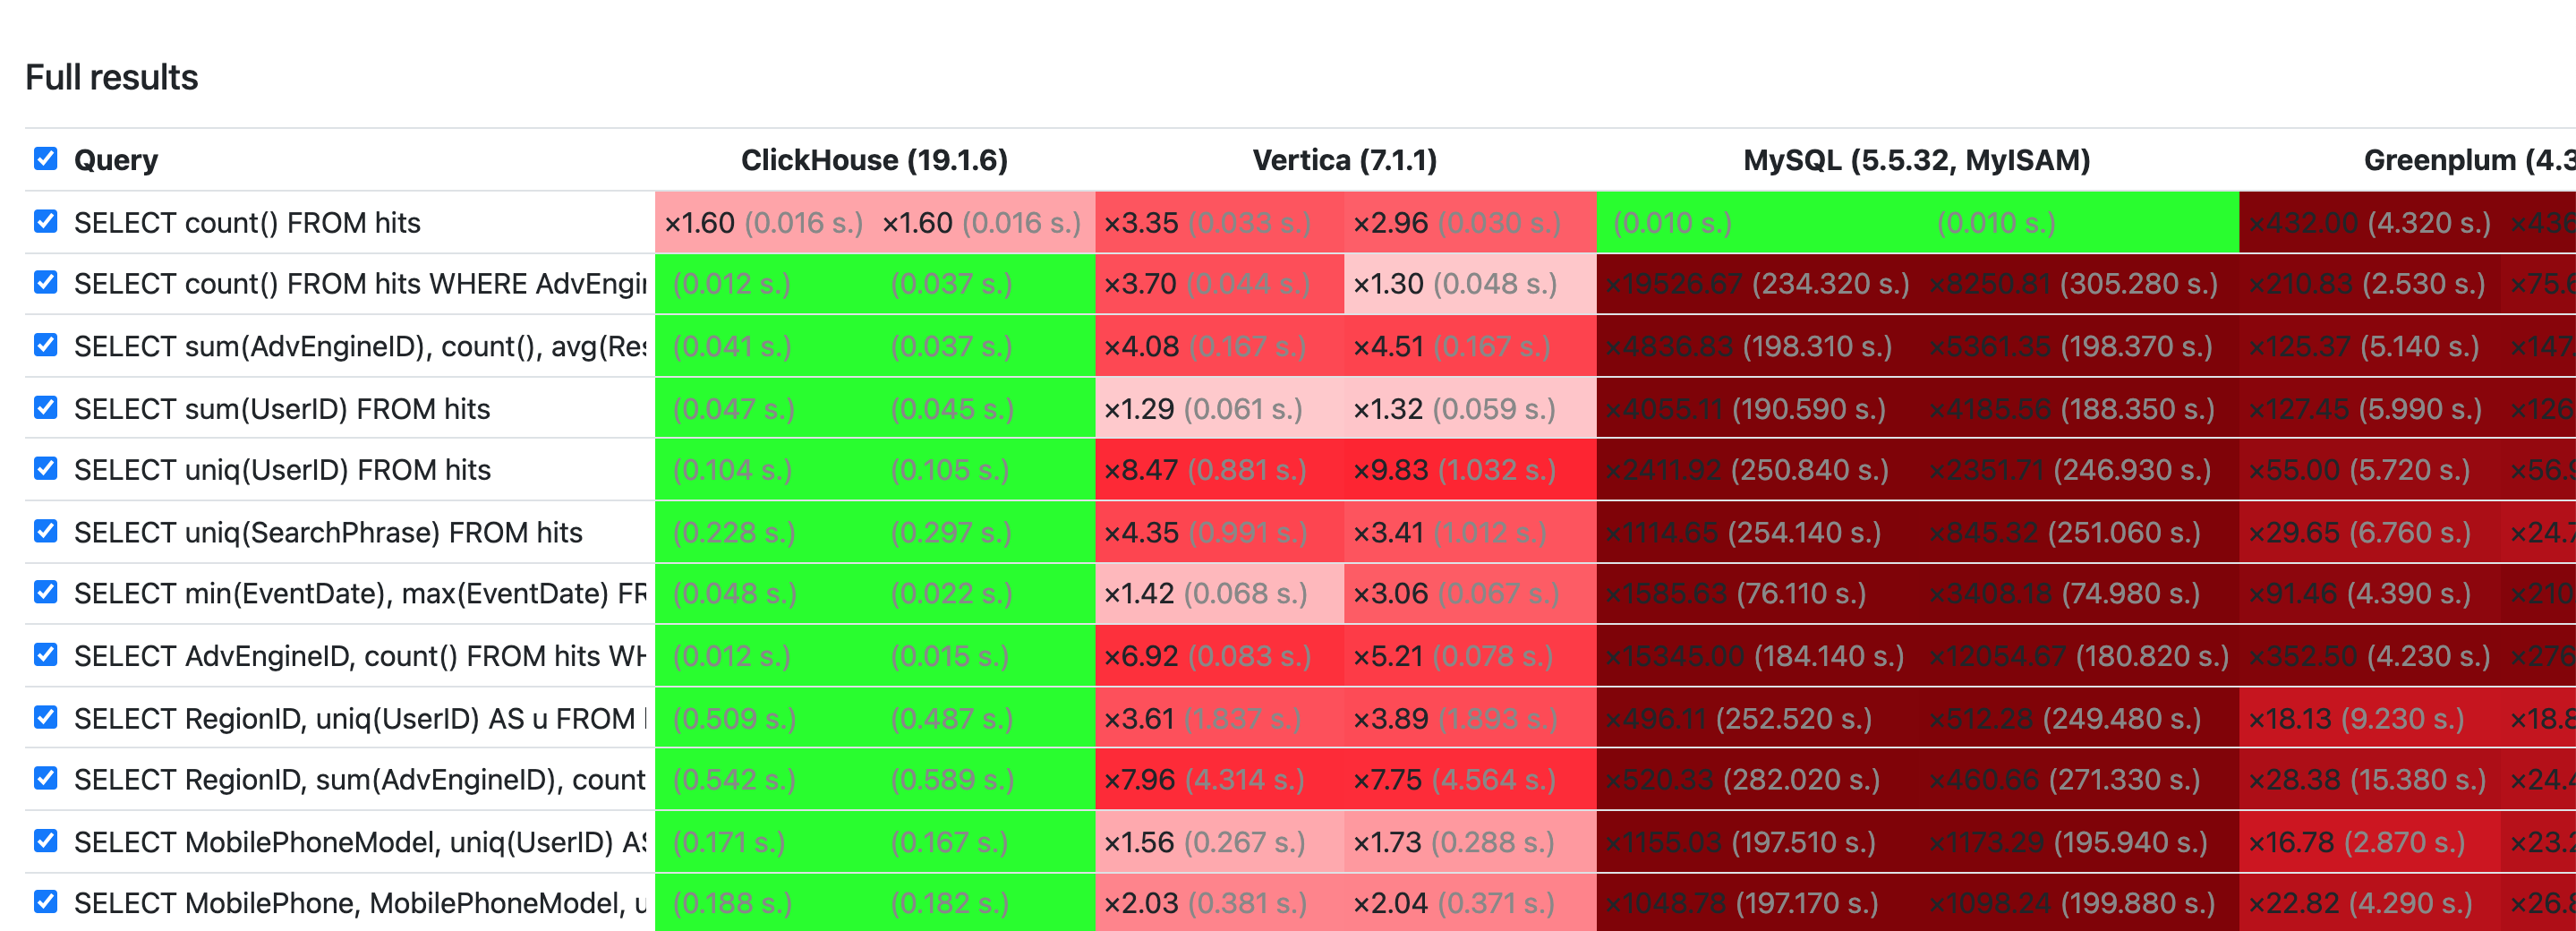 Full results
Query ClickHouse (19.1.6) Vertica (7.1.1) MySQL (5.5.32, MyISAM) Greenplum (4.3
SELECT count() FROM hits ×1.60 (0.016 s.) ×1.60 (0.016 s.) ×3.35 (0.033 s.) ×2.96 (0.030 s.) (0.010 s.) (0.010 s.) ×432.00 (4.320 s.) ×436
SELECT count() FROM hits WHERE AdvEngin (0.012 s.) (0.037 s.) ×3.70 (0.044 s.) ×1.30 (0.048 s.) ×19526.67 (234.320 s.) ×8250.81 (305.280 s.) ×210.83 (2.530 s.) ×75.6
SELECT sum(AdvEngineID), count(), avg(Res (0.041 s.) (0.037 s.) ×4.08 (0.167 s.) ×4.51 (0.167 s.) ×4836.83 (198.310 s.) ×5361.35 (198.370 s.) ×125.37 (5.140 s.) ×147.
SELECT sum(UserID) FROM hits (0.047 s.) (0.045 s.) ×1.29 (0.061 s.) ×1.32 (0.059 s.) ×4055.11 (190.590 s.) ×4185.56 (188.350 s.) ×127.45 (5.990 s.) ×126
SELECT uniq(UserID) FROM hits (0.104 s.) (0.105 s.) ×8.47 (0.881 s.) ×9.83 (1.032 s.) ×2411.92 (250.840 s.) ×2351.71 (246.930 s.) ×55.00 (5.720 s.) ×56.9
SELECT uniq(SearchPhrase) FROM hits (0.228 s.) (0.297 s.) ×4.35 (0.991 s.) ×3.41 (1.012 s.) ×1114.65 (254.140 s.) ×845.32 (251.060 s.) ×29.65 (6.760 s.) ×24.7
SELECT min(EventDate), max(EventDate) FR (0.048 s.) (0.022 s.) ×1.42 (0.068 s.) ×3.06 (0.067 s.) ×1585.63 (76.110 s.) ×3408.18 (74.980 s.) ×91.46 (4.390 s.) ×210
SELECT AdvEngineID, count() FROM hits WH (0.012 s.) (0.015 s.) ×6.92 (0.083 s.) ×5.21 (0.078 s.) ×15345.00 (184.140 s.) ×12054.67 (180.820 s.) ×352.50 (4.230 s.) ×276
SELECT RegionID, uniq(UserID) AS u FROM (0.509 s.) (0.487 s.) ×3.61 (1.837 s.) ×3.89 (1.893 s.) ×496.11 (252.520 s.) ×512.28 (249.480 s.) ×18.13 (9.230 s.) ×18.8
SELECT RegionID, sum(AdvEngineID), count (0.542 s.) (0.589 s.) ×7.96 (4.314 s.) ×7.75 (4.564 s.) ×520.33 (282.020 s.) ×460.66 (271.330 s.) ×28.38 (15.380 s.) ×24.4
SELECT MobilePhoneModel, uniq(UserID) AS (0.171 s.) (0.167 s.) ×1.56 (0.267 s.) ×1.73 (0.288 s.) ×1155.03 (197.510 s.) ×1173.29 (195.940 s.) ×16.78 (2.870 s.) ×23.2
SELECT MobilePhone, MobilePhoneModel, u (0.188 s.) (0.182 s.) ×2.03 (0.381 s.) ×2.04 (0.371 s.) ×1048.78 (197.170 s.) ×1098.24 (199.880 s.) ×22.82 (4.290 s.) ×26.8